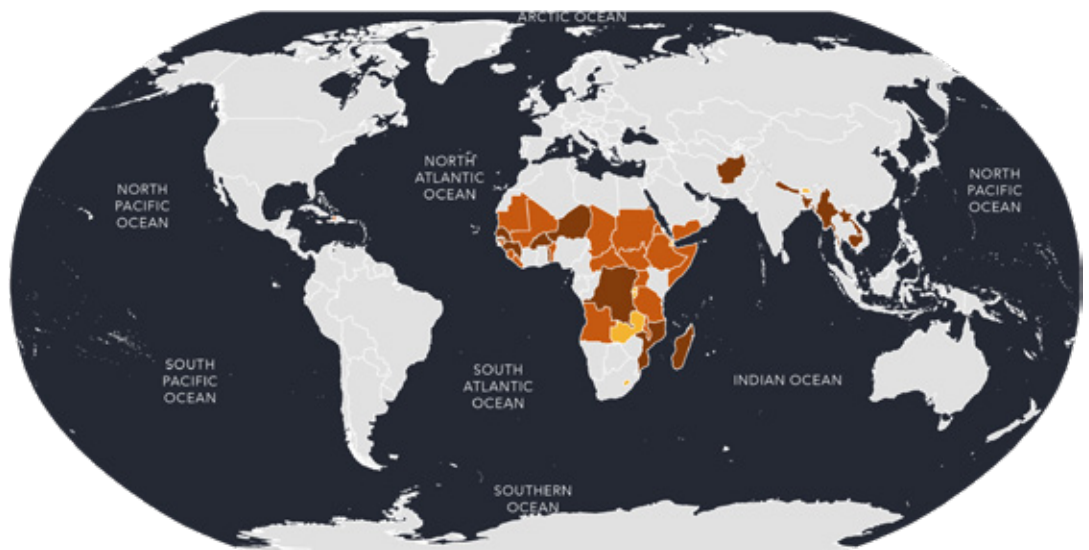 ARCTIC OCEAN
NORTH
PACIFIC
OCEAN
NORTH
ATLANTIC
OCEAN
NORTH
PACIFIC
OCEAN
SOUTH
PACIFIC
OCEAN
SOUTH
ATLANTIC
OCEAN
INDIAN OCEAN
SOUTHERN
OCEAN